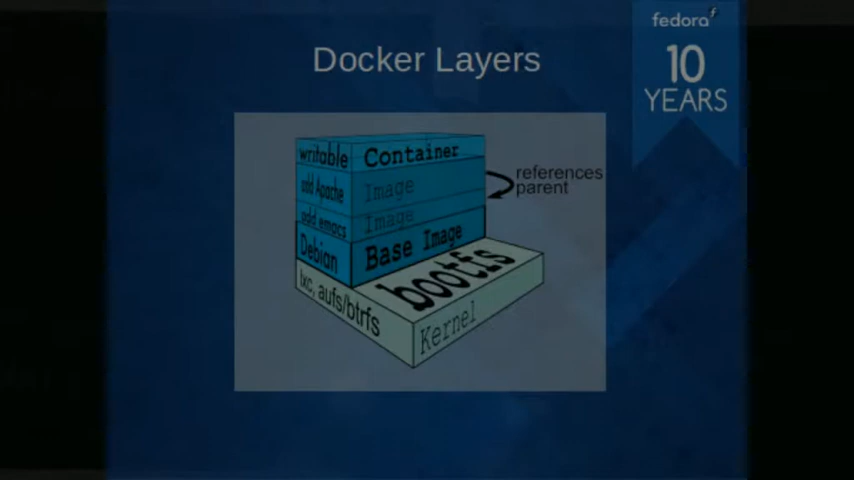 fedora
10
YEARS
Docker Layers
writable Container
add Apache Image
add emacs Image
Debian Base Image
references
parent
lxc, aufs/btrfs
bootfs
Kernel